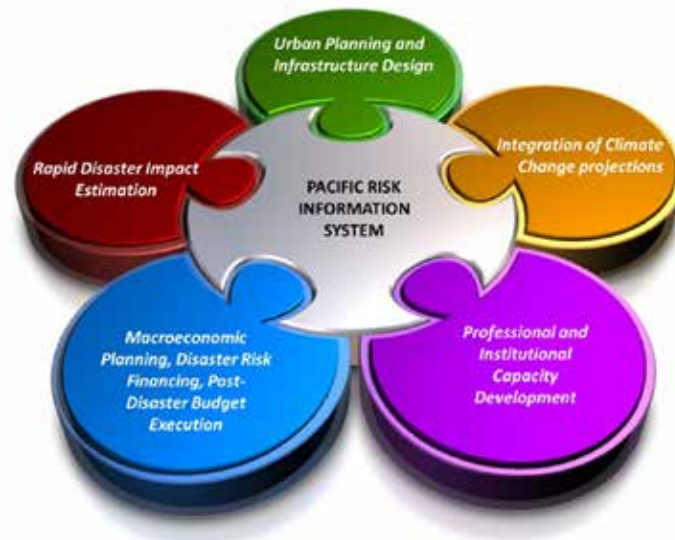 Urban Planning and
Infrastructure Design
Rapid Disaster Impact
Estimation
Integration of Climate
Change projections
PACIFIC RISK
INFORMATION
SYSTEM
Macroeconomic
Planning, Disaster Risk
Financing, Post-
Disaster Budget
Execution
Professional and
Institutional
Capacity
Development